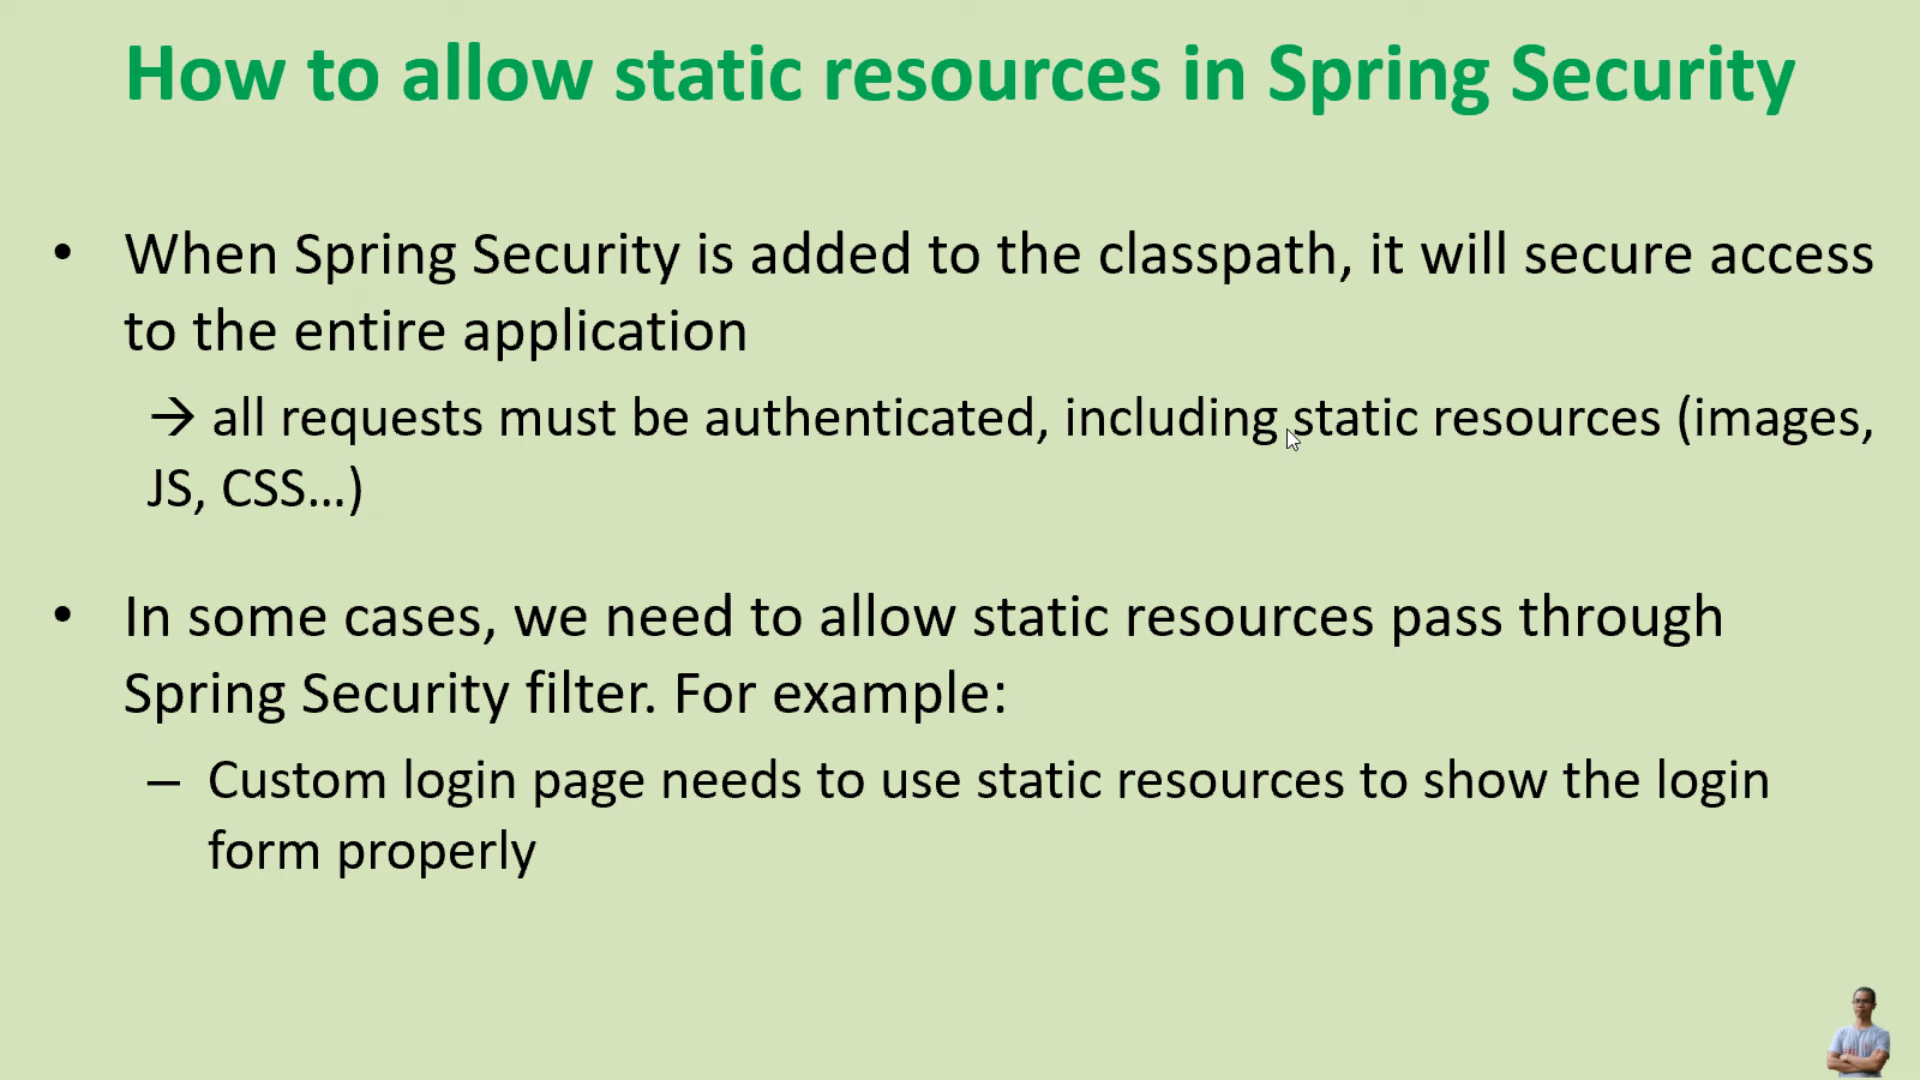 How to allow static resources in Spring Security
• When Spring Security is added to the classpath, it will secure access
to the entire application
→ all requests must be authenticated, including static resources (images,
JS, CSS…)
• In some cases, we need to allow static resources pass through
Spring Security filter. For example:
– Custom login page needs to use static resources to show the login
form properly